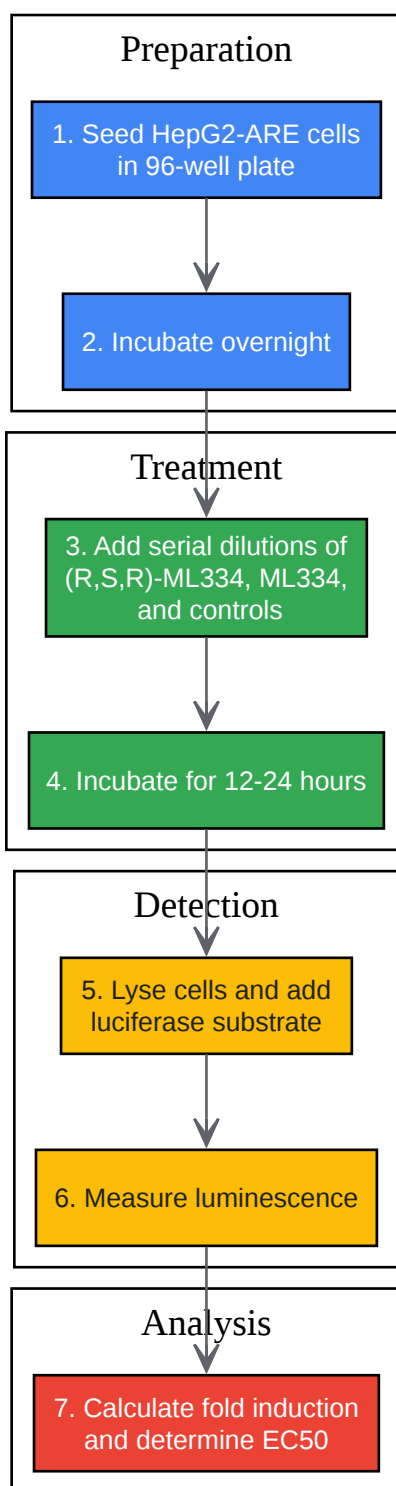 Preparation
1. Seed HepG2-ARE cells
in 96-well plate
2. Incubate overnight
Treatment
3. Add serial dilutions of
(R,S,R)-ML334, ML334,
and controls
4. Incubate for 12-24 hours
Detection
5. Lyse cells and add
luciferase substrate
6. Measure luminescence
Analysis
7. Calculate fold induction
and determine EC50